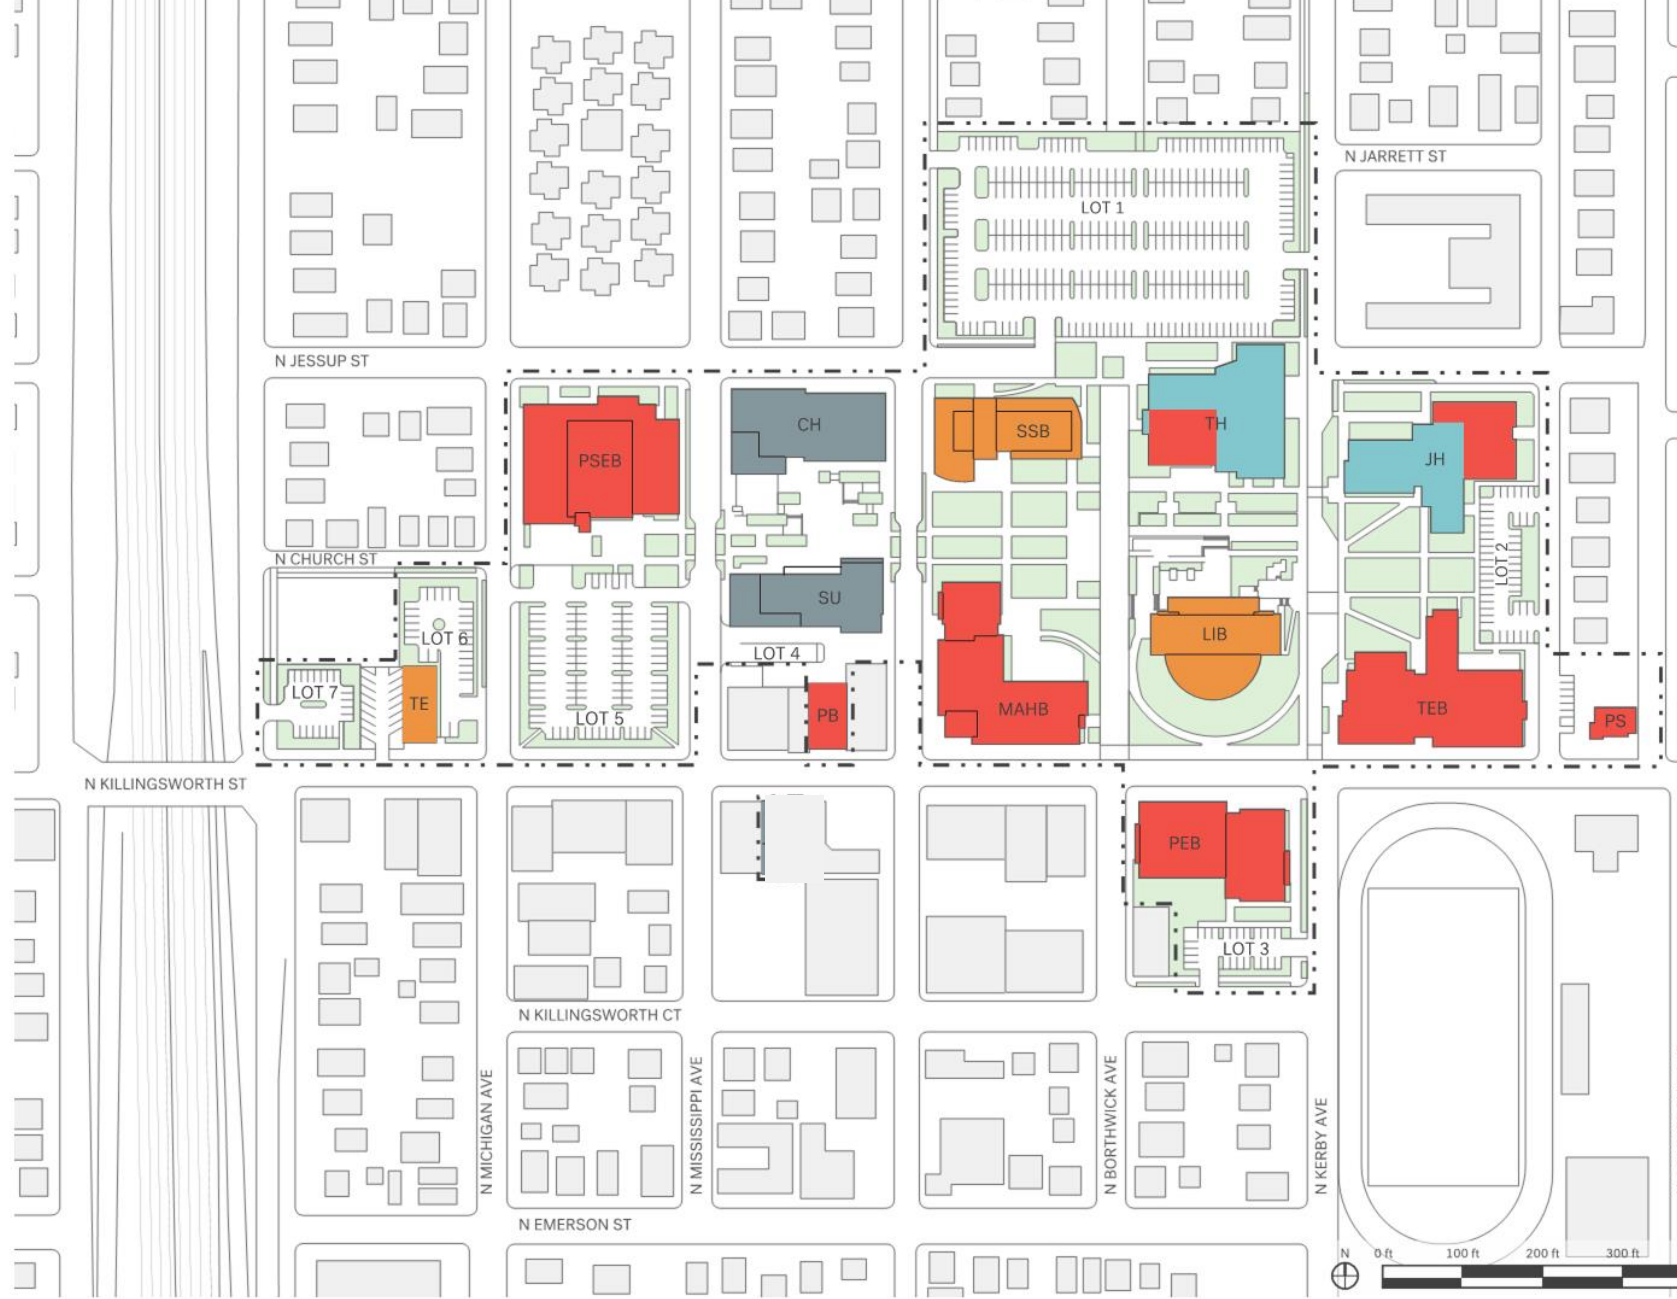 N JARRETT ST
LOT 1
N JESSUP ST
CH
SSB
TH
PSEB
JH
N CHURCH ST
LOT 2
SU
LIB
LOT 6
LOT 4
LOT 7
TE
LOT 5
PB
MAHB
TEB
PS
N KILLINGSWORTH ST
PEB
LOT 3
N KILLINGSWORTH CT
N MICHIGAN AVE
N MISSISSIPPI AVE
N BORTHWICK AVE
N KERBY AVE
N EMERSON ST
N 0 ft 100 ft 200 ft 300 ft